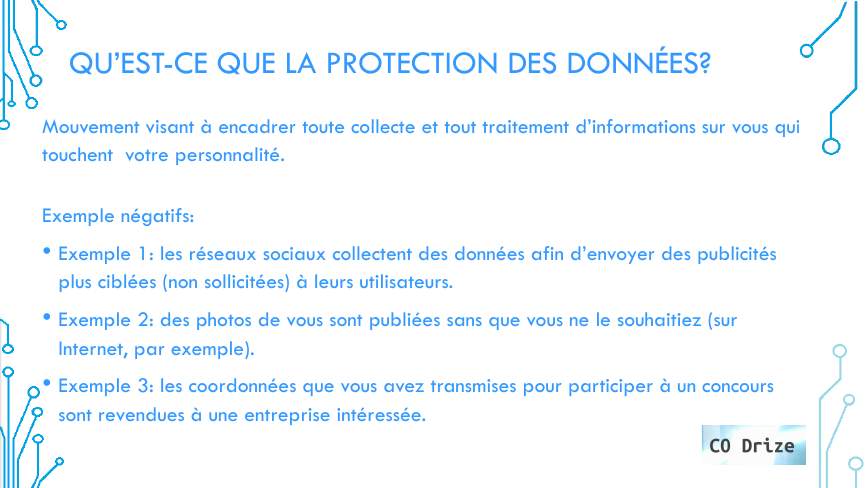 QU'EST-CE QUE LA PROTECTION DES DONNÉES?
Mouvement visant à encadrer toute collecte et tout traitement d'informations sur vous qui
touchent  votre personnalité.
Exemple négatifs:
• Exemple 1: les réseaux sociaux collectent des données afin d'envoyer des publicités
plus ciblées (non sollicitées) à leurs utilisateurs.
• Exemple 2: des photos de vous sont publiées sans que vous ne le souhaitiez (sur
Internet, par exemple).
• Exemple 3: les coordonnées que vous avez transmises pour participer à un concours
sont revendues à une entreprise intéressée.
CO Drize